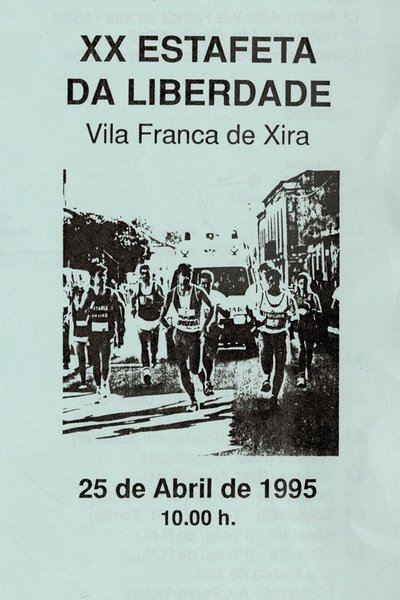 XX ESTAFETA
DA LIBERDADE
Vila Franca de Xira
25 de Abril de 1995
10.00 h.